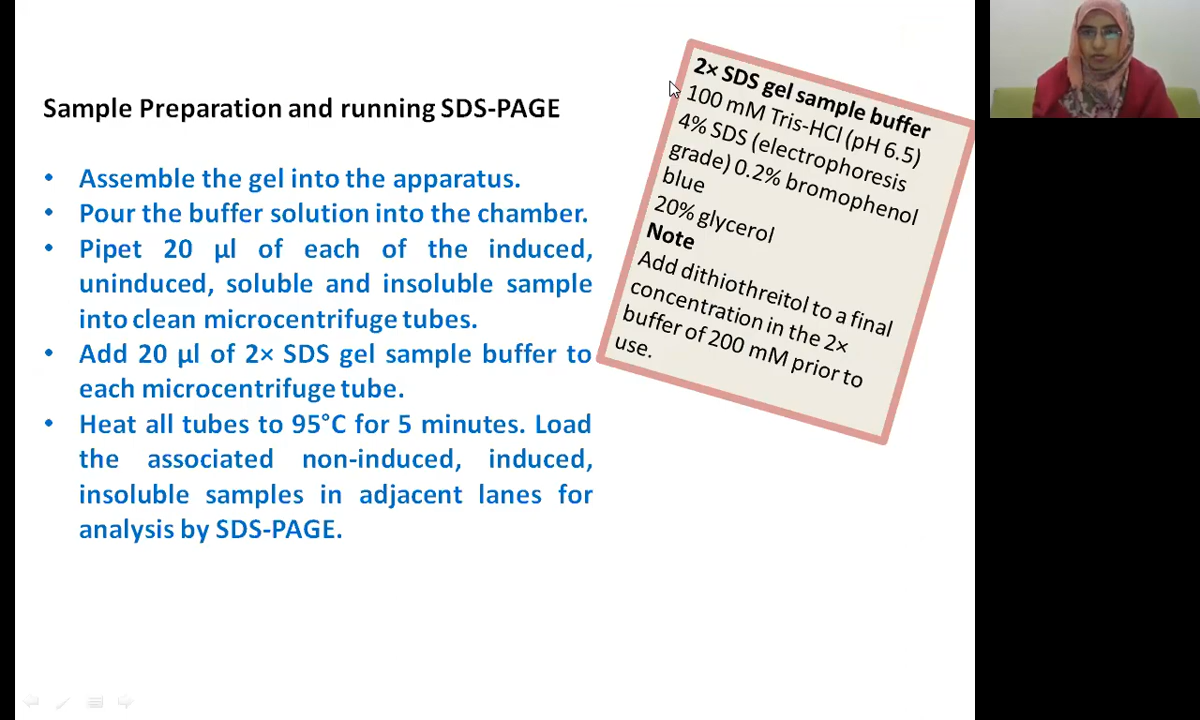 Sample Preparation and running SDS-PAGE
• Assemble the gel into the apparatus.
• Pour the buffer solution into the chamber.
• Pipet 20 µl of each of the induced,
uninduced, soluble and insoluble sample
into clean microcentrifuge tubes.
• Add 20 µl of 2× SDS gel sample buffer to
each microcentrifuge tube.
• Heat all tubes to 95°C for 5 minutes. Load
the associated non-induced, induced,
insoluble samples in adjacent lanes for
analysis by SDS-PAGE.
2× SDS gel sample buffer
100 mM Tris-HCl (pH 6.5)
4% SDS (electrophoresis
grade) 0.2% bromophenol
blue
20% glycerol
Note
Add dithiothreitol to a final
concentration in the 2×
buffer of 200 mM prior to
use.